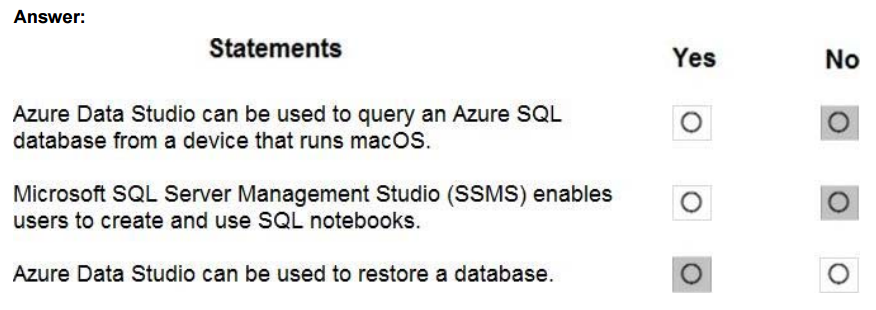 Answer:
Statements Yes No
Azure Data Studio can be used to query an Azure SQL
database from a device that runs macOS.
Microsoft SQL Server Management Studio (SSMS) enables
users to create and use SQL notebooks.
Azure Data Studio can be used to restore a database.